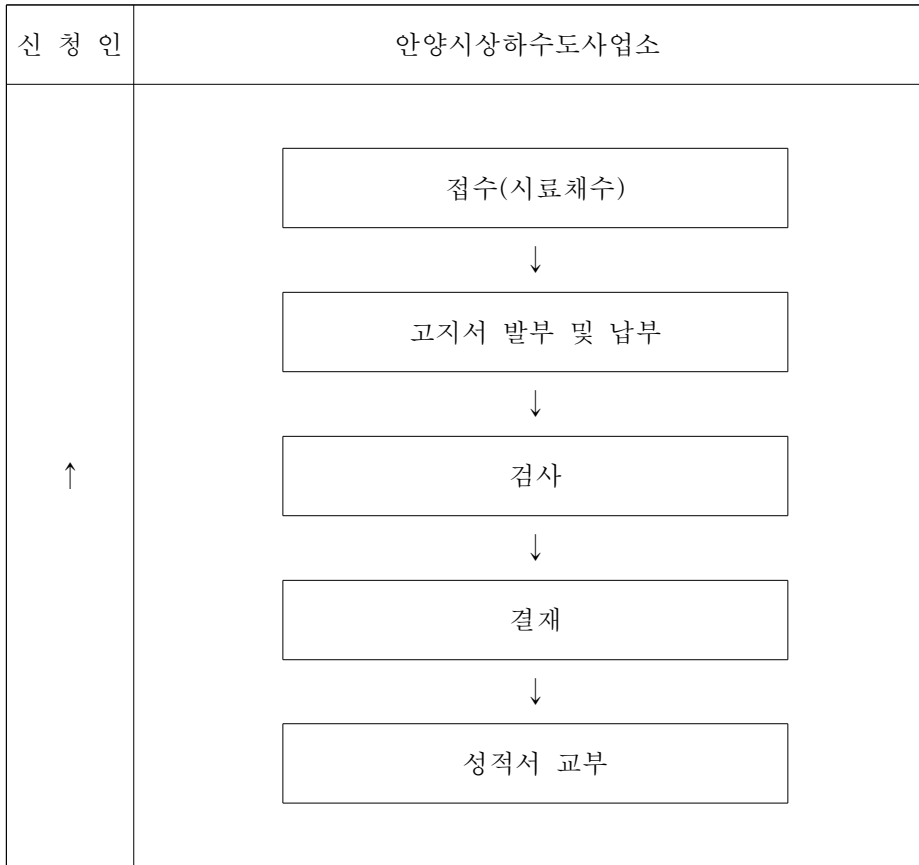 신 청 인
안양시상하수도사업소
접수(시료채수)
↓
고지서 발부 및 납부
↓
↑
검사
↓
결재
↓
성적서 교부